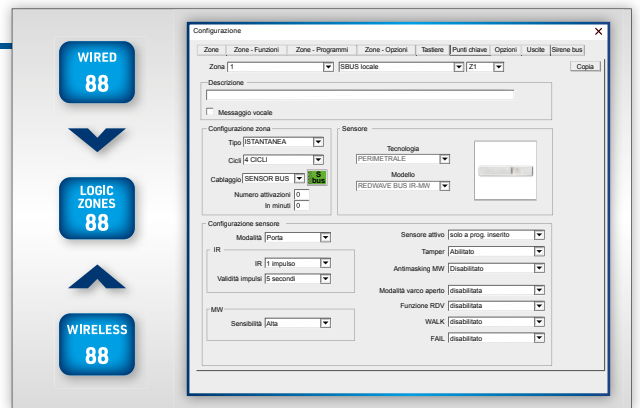 WIRED
88
LOGIC
ZONES
88
WIRELESS
88
Configurazione
Zone Zone - Funzioni Zone - Programmi Zone - Opzioni Tastiere Punti chiave Opzioni Uscite Sirene bus
Zona 1 SBUS locale Z1 Copia
Descrizione
Messaggio vocale
Configurazione zona
Tipo ISTANTANEA
Cicli 4 CICLI
Cablaggio SENSOR BUS S bus
Numero attivazioni 0
In minuti 0
Sensore
Tecnologia
PERIMETRALE
Modello
REDWAVE BUS IR-MW
Configurazione sensore
Modalità Porta
IR
IR 1 impulso
Validità impulsi 5 secondi
MW
Sensibilità Alta
Sensore attivo solo a prog. inserito
Tamper Abilitato
Antimasking MW Disabilitato
Modalità varco aperto disabilitata
Funzione RDV disabilitata
WALK disabilitato
FAIL disabilitato